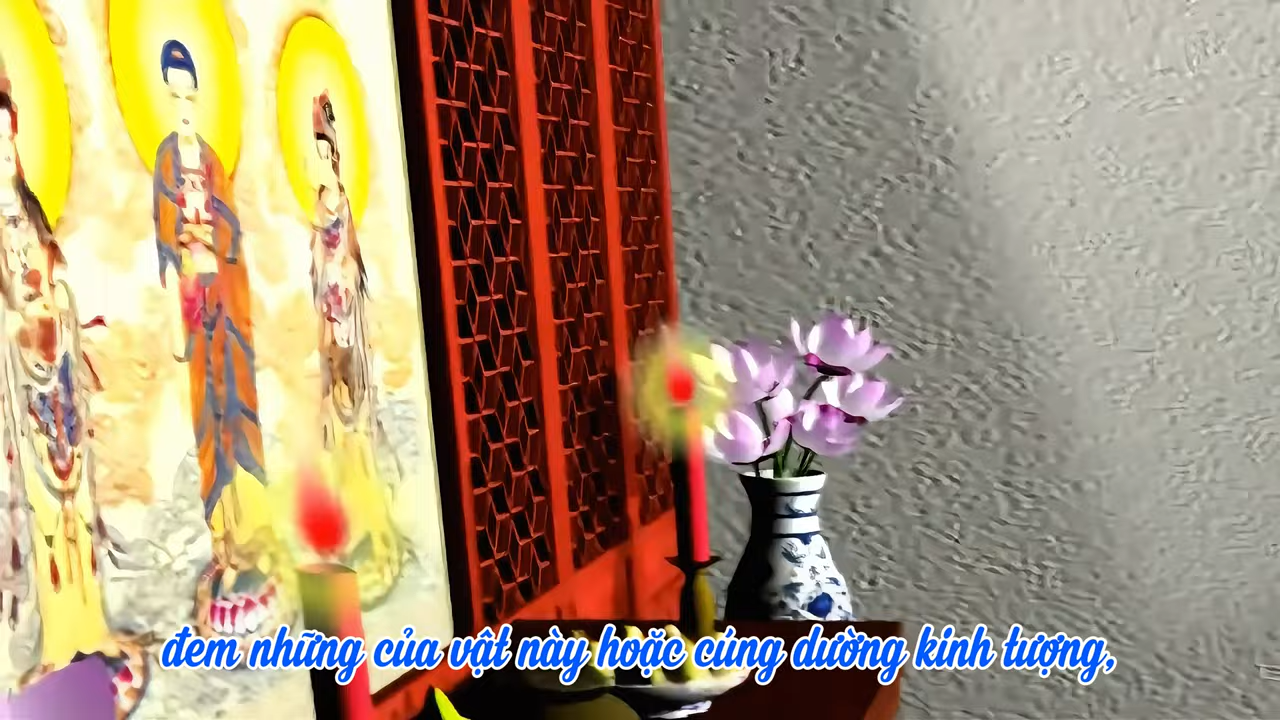 đem những của vật này hoặc cúng dường kinh tượng,